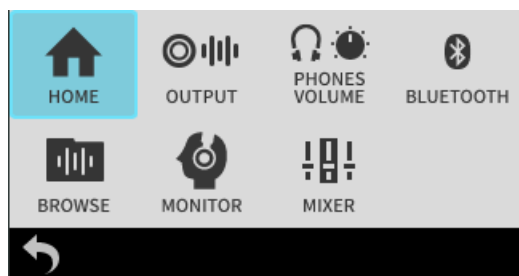 HOME
OUTPUT
PHONES
VOLUME
BLUETOOTH
BROWSE
MONITOR
MIXER